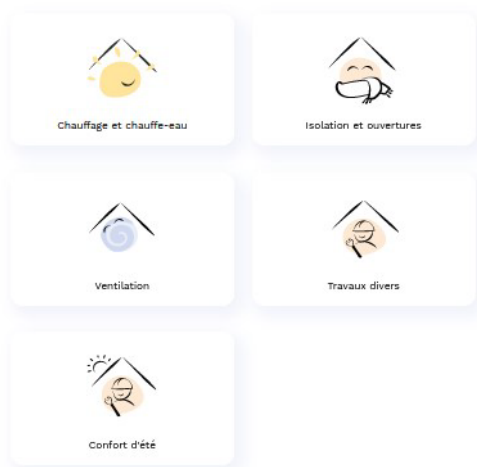 Chauffage et chauffe-eau
Isolation et ouvertures
Ventilation
Travaux divers
Confort d'été